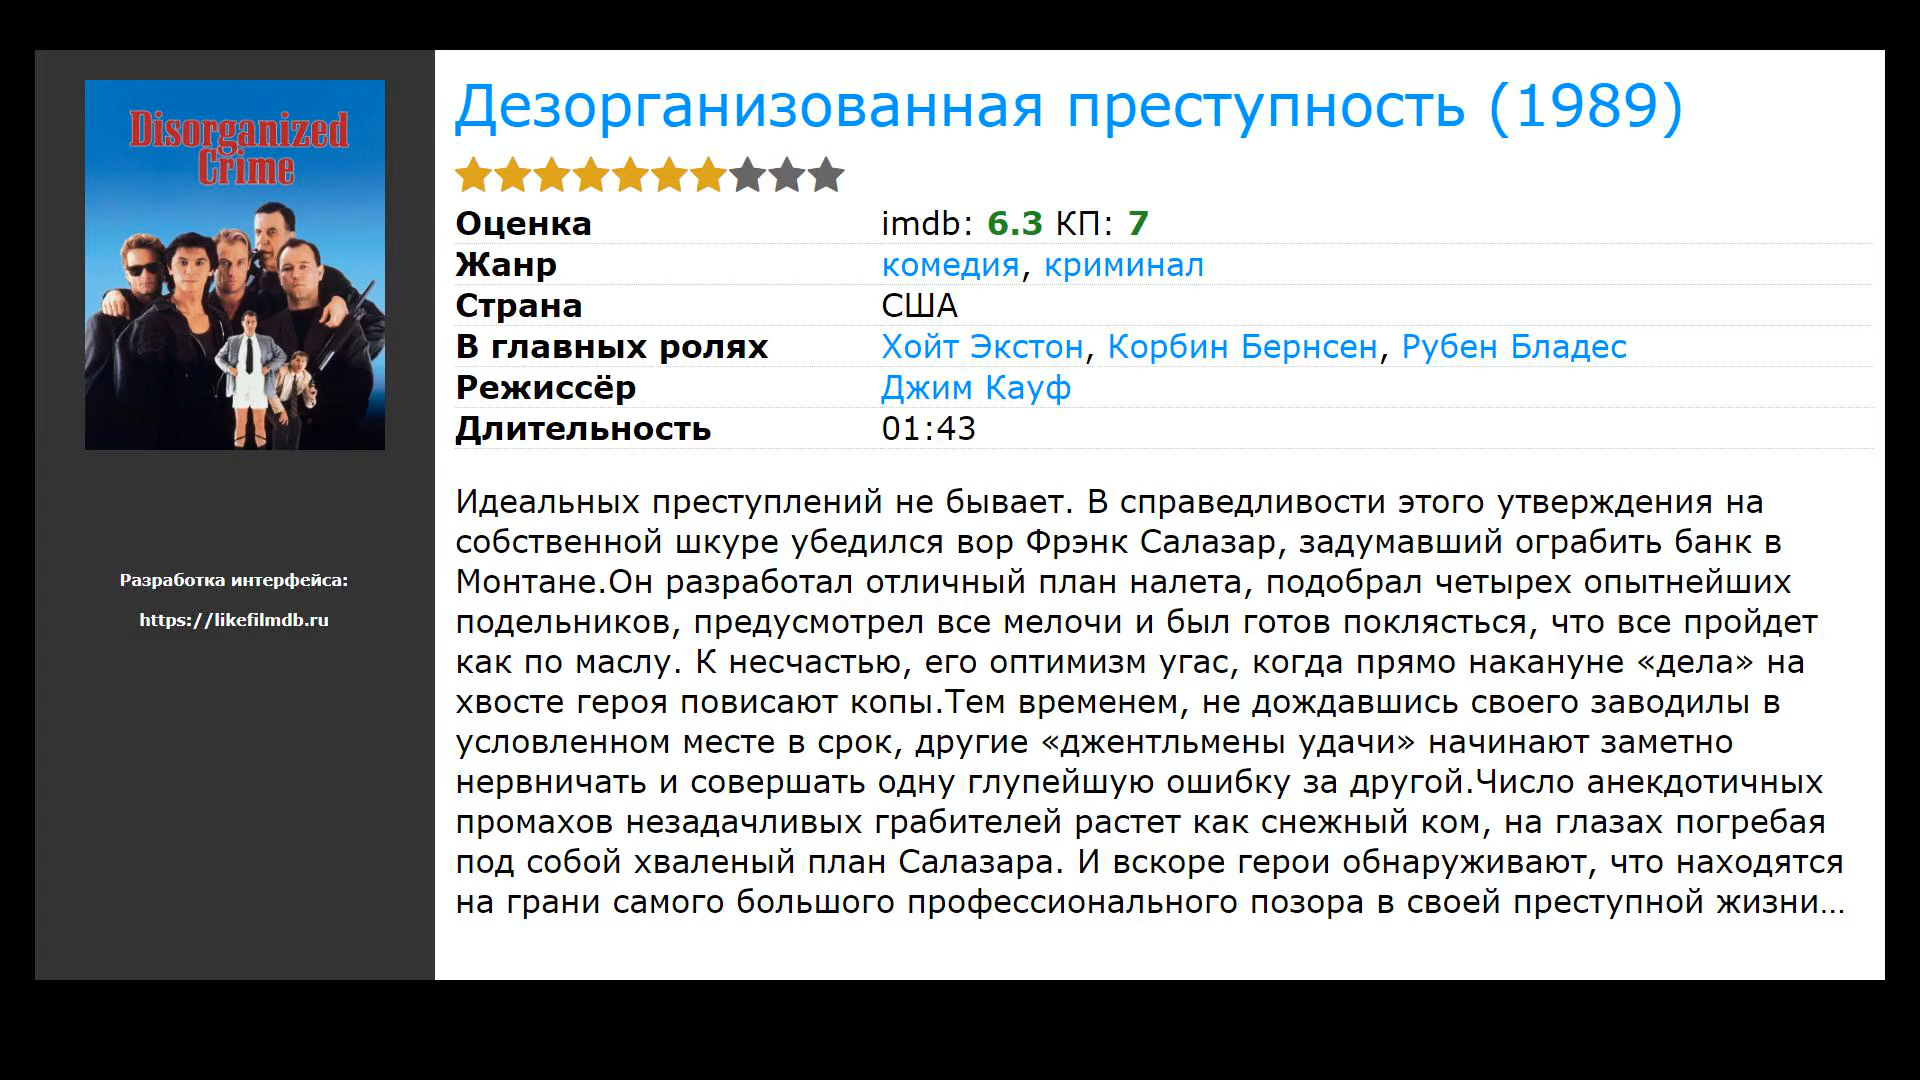 Disorganized
Crime
Разработка интерфейса:
https://likefilmdb.ru
Дезорганизованная преступность (1989)
Оценка imdb: 6.3 КП: 7
Жанр комедия, криминал
Страна США
В главных ролях Хойт Экстон, Корбин Бернсен, Рубен Бладес
Режиссёр Джим Кауф
Длительность 01:43
Идеальных преступлений не бывает. В справедливости этого утверждения на
собственной шкуре убедился вор Фрэнк Салазар, задумавший ограбить банк в
Монтане.Он разработал отличный план налета, подобрал четырех опытнейших
подельников, предусмотрел все мелочи и был готов поклясться, что все пройдет
как по маслу. К несчастью, его оптимизм угас, когда прямо накануне «дела» на
хвосте героя повисают копы.Тем временем, не дождавшись своего заводилы в
условленном месте в срок, другие «джентльмены удачи» начинают заметно
нервничать и совершать одну глупейшую ошибку за другой.Число анекдотичных
промахов незадачливых грабителей растет как снежный ком, на глазах погребая
под собой хваленый план Салазара. И вскоре герои обнаруживают, что находятся
на грани самого большого профессионального позора в своей преступной жизни…